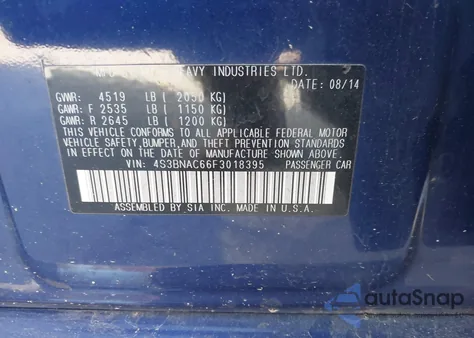 HEAVY INDUSTRIES LTD.
DATE: 08/14
GVWR: 4519 LB ( 2050 KG)
GAWR: F 2535 LB ( 1150 KG)
GAWR: R 2645 LB ( 1200 KG)
THIS VEHICLE CONFORMS TO ALL APPLICABLE FEDERAL MOTOR
VEHICLE SAFETY,BUMPER,AND THEFT PREVENTION STANDARDS
IN EFFECT ON THE DATE OF MANUFACTURE SHOWN ABOVE.
VIN: 4S3BNAC66F3018395 PASSENGER CAR
ASSEMBLED BY SIA INC. MADE IN U.S.A.
autoSnap